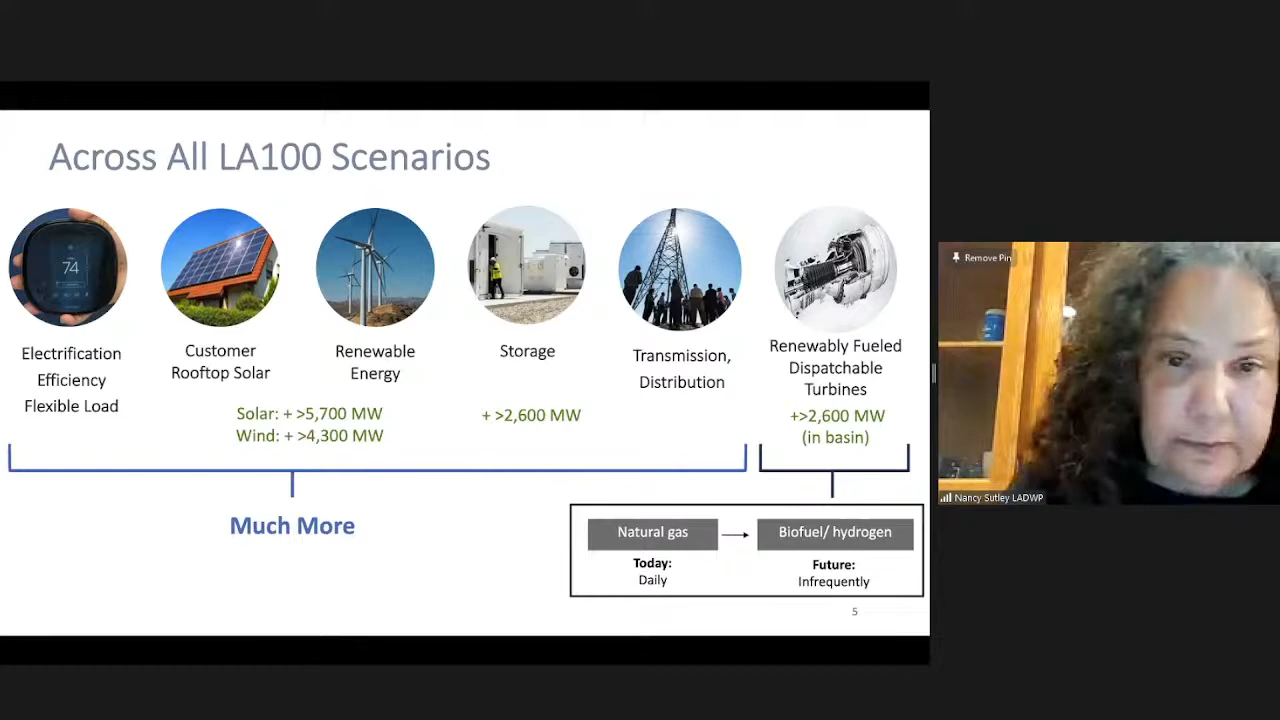 Across All LA100 Scenarios
74
Electrification
Efficiency
Flexible Load
Customer
Rooftop Solar
Renewable
Energy
Solar: + >5,700 MW
Wind: + >4,300 MW
Storage
+ >2,600 MW
Transmission,
Distribution
Renewably Fueled
Dispatchable
Turbines
+>2,600 MW
(in basin)
Much More
Natural gas
Biofuel/ hydrogen
Today:
Daily
Future:
Infrequently
5
Remove Pin
Nancy Sutley LADWP